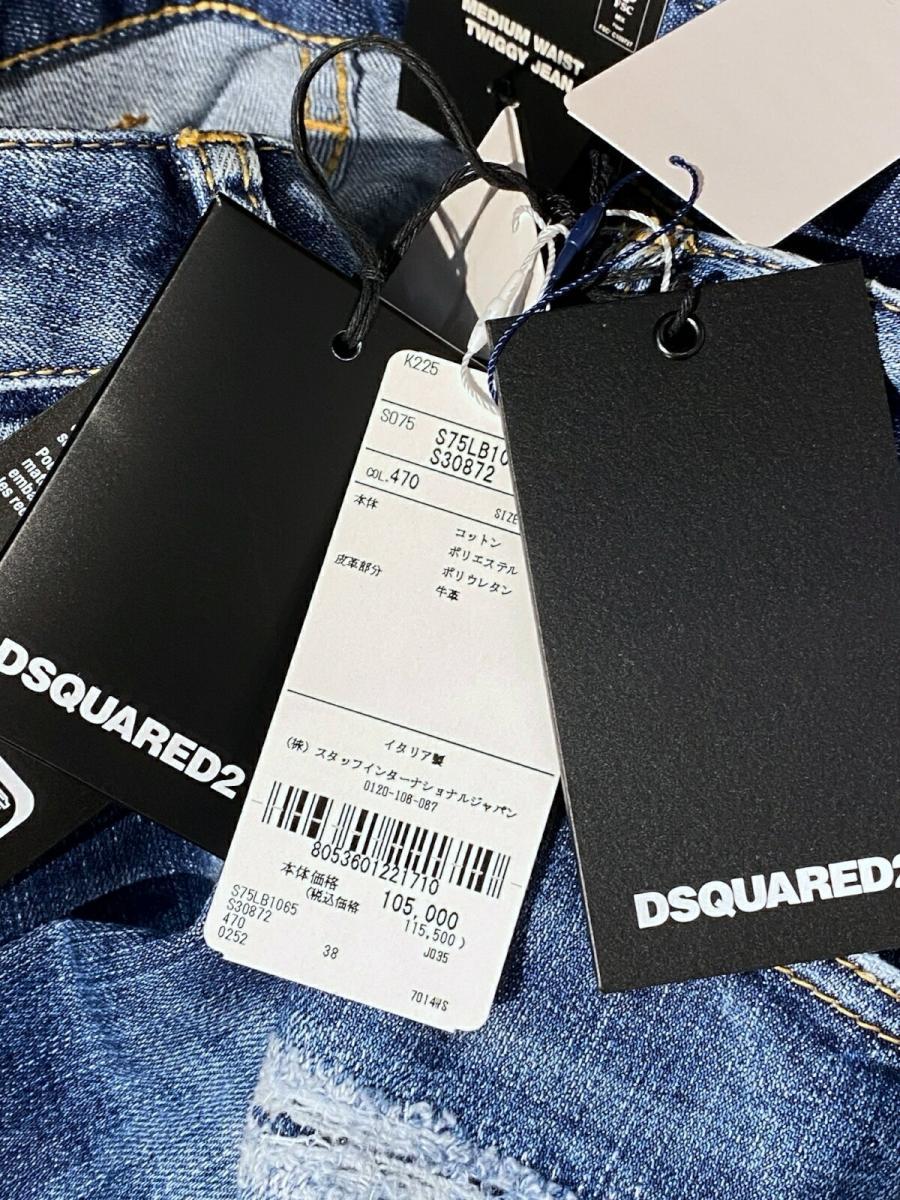 MEDIUM WAIST
TWIGGY JEAN
K225
S075
S75LB10
S30872
COL.470
SIZE
本体
コットン
ポリエステル
ポリウレタン
皮革部分
牛革
イタリア製
(株) スタッフインターナショナルジャパン
0120-106-067
8053601221710
本体価格 105,000
(税込価格 115,500)
S75LB1065
S30872
470
0252
38
J035
7014WS
DSQUARED2
DSQUARED2